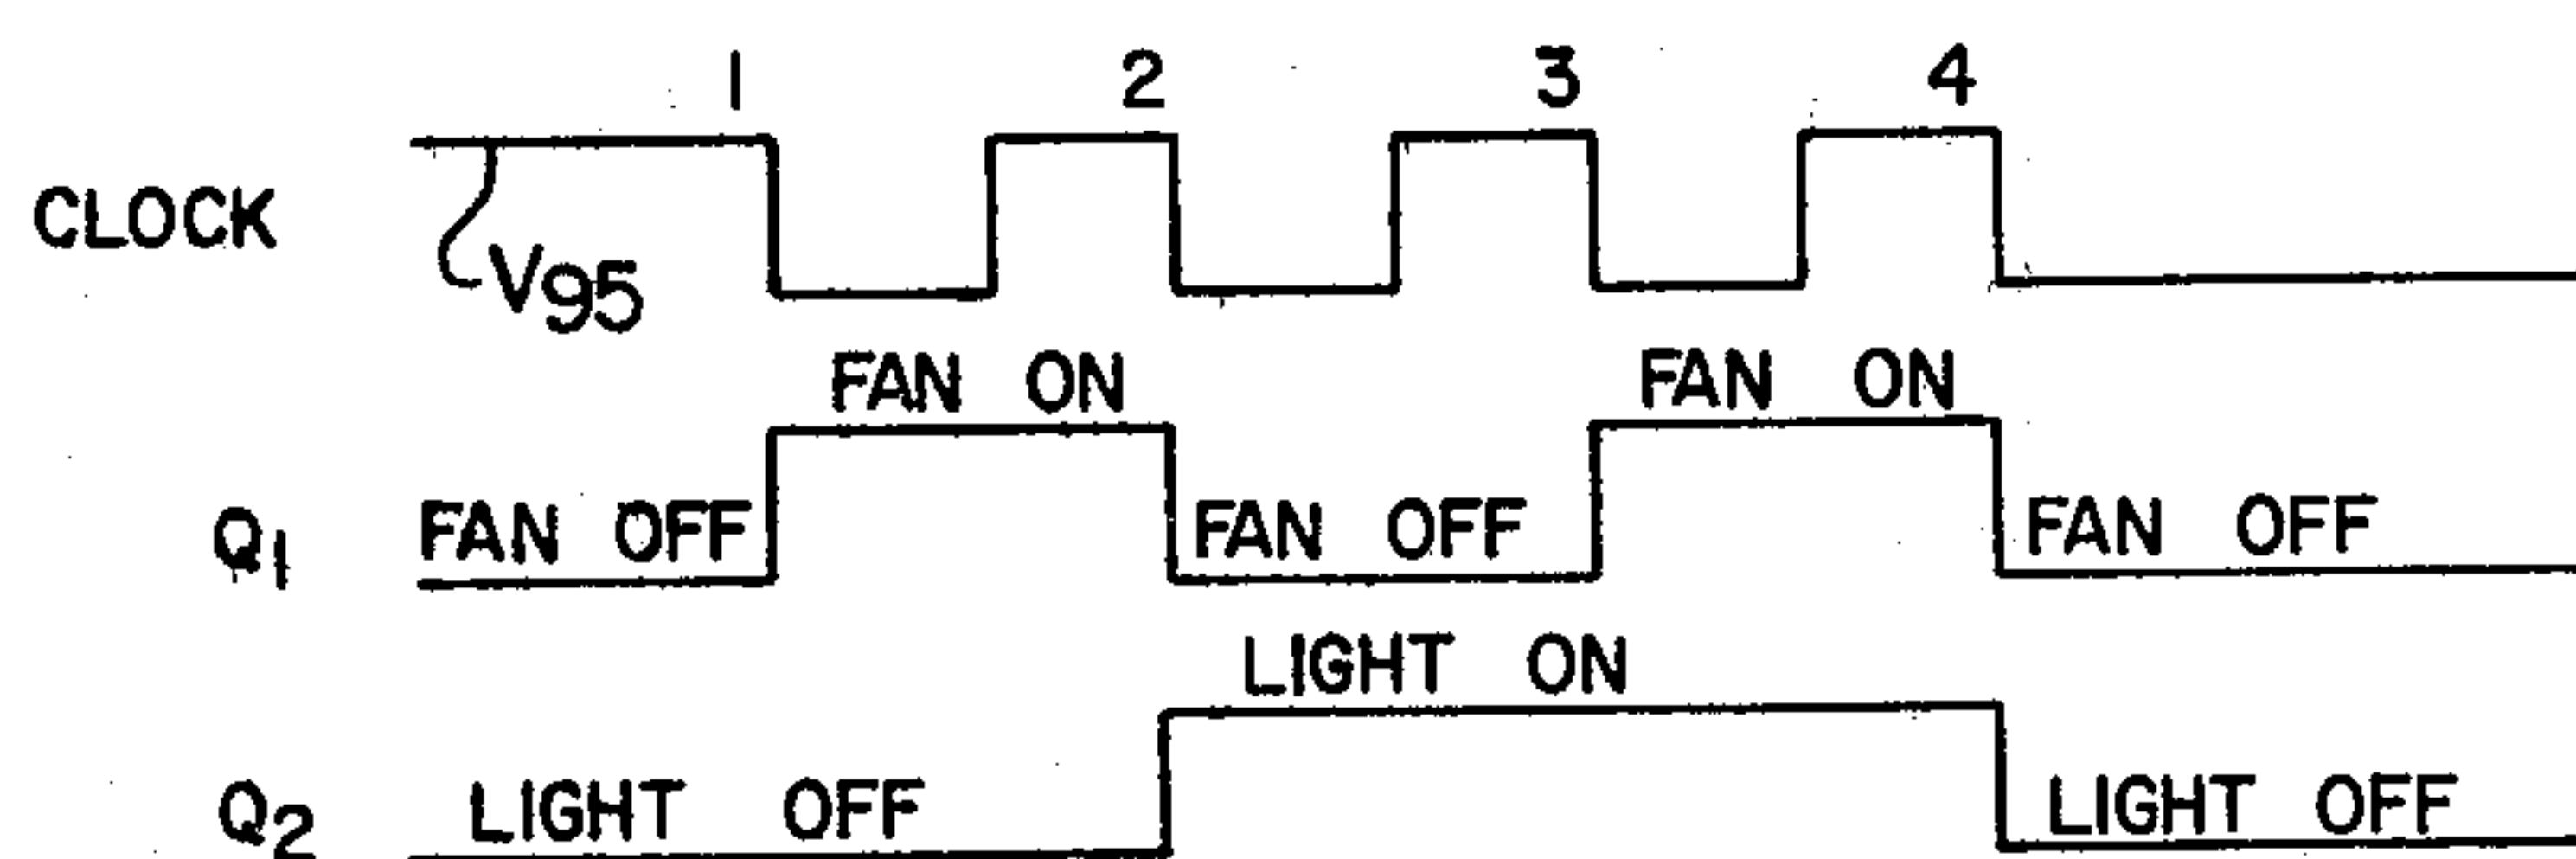 1 2 3 4
CLOCK
V95
FAN ON FAN ON
Q1 FAN OFF FAN OFF FAN OFF
LIGHT ON
Q2 LIGHT OFF LIGHT OFF